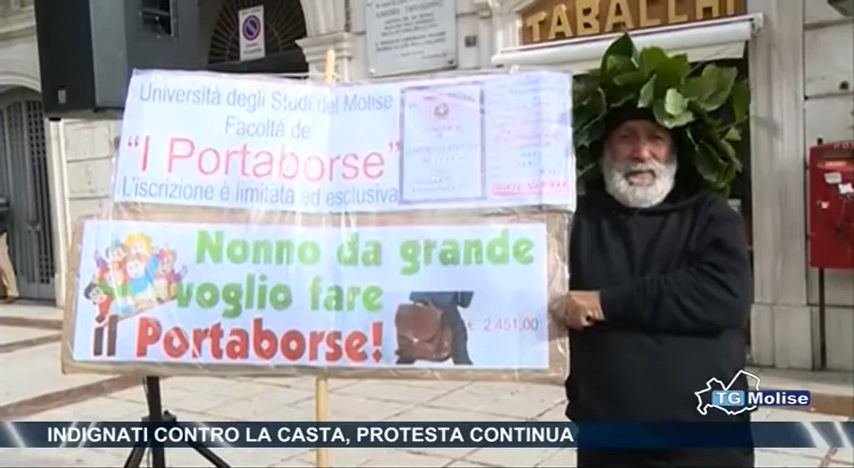 TABACCHI
Università degli Studi del Molise
Facoltà de
"I Portaborse"
L'iscrizione è limitata ed esclusiva
Nonno da grande
voglio fare
il Portaborse!
€ 2.451,00
TG Molise
INDIGNATI CONTRO LA CASTA, PROTESTA CONTINUA